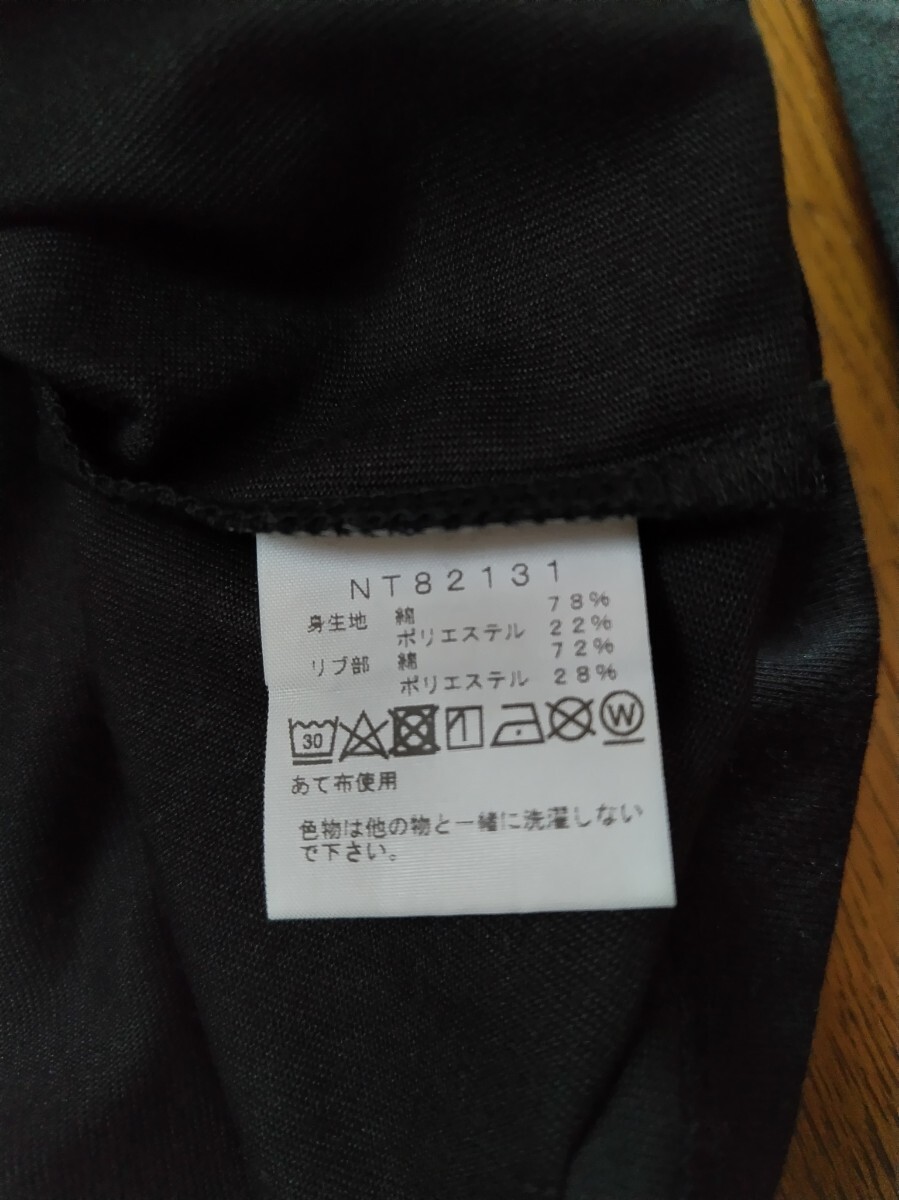 NT82131
身生地 綿 78%
ポリエステル 22%
リブ部 綿 72%
ポリエステル 28%
30 W
あて布使用
色物は他の物と一緒に洗濯しない
で下さい。